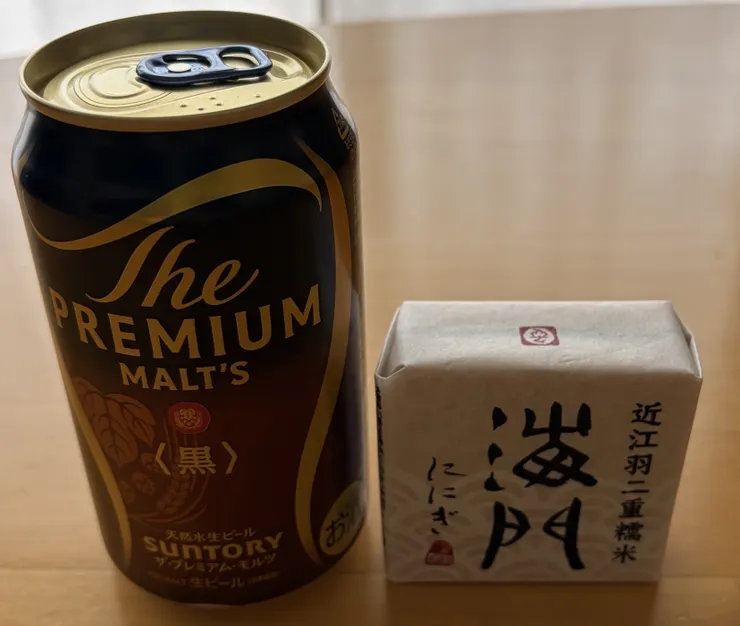 The
PREMIUM
MALT'S
〈黒〉
天然水生ビール
SUNTORY
ザ・プレミアム・モルツ
生ビール
お
近江羽二重糯米
海門
ににぎ